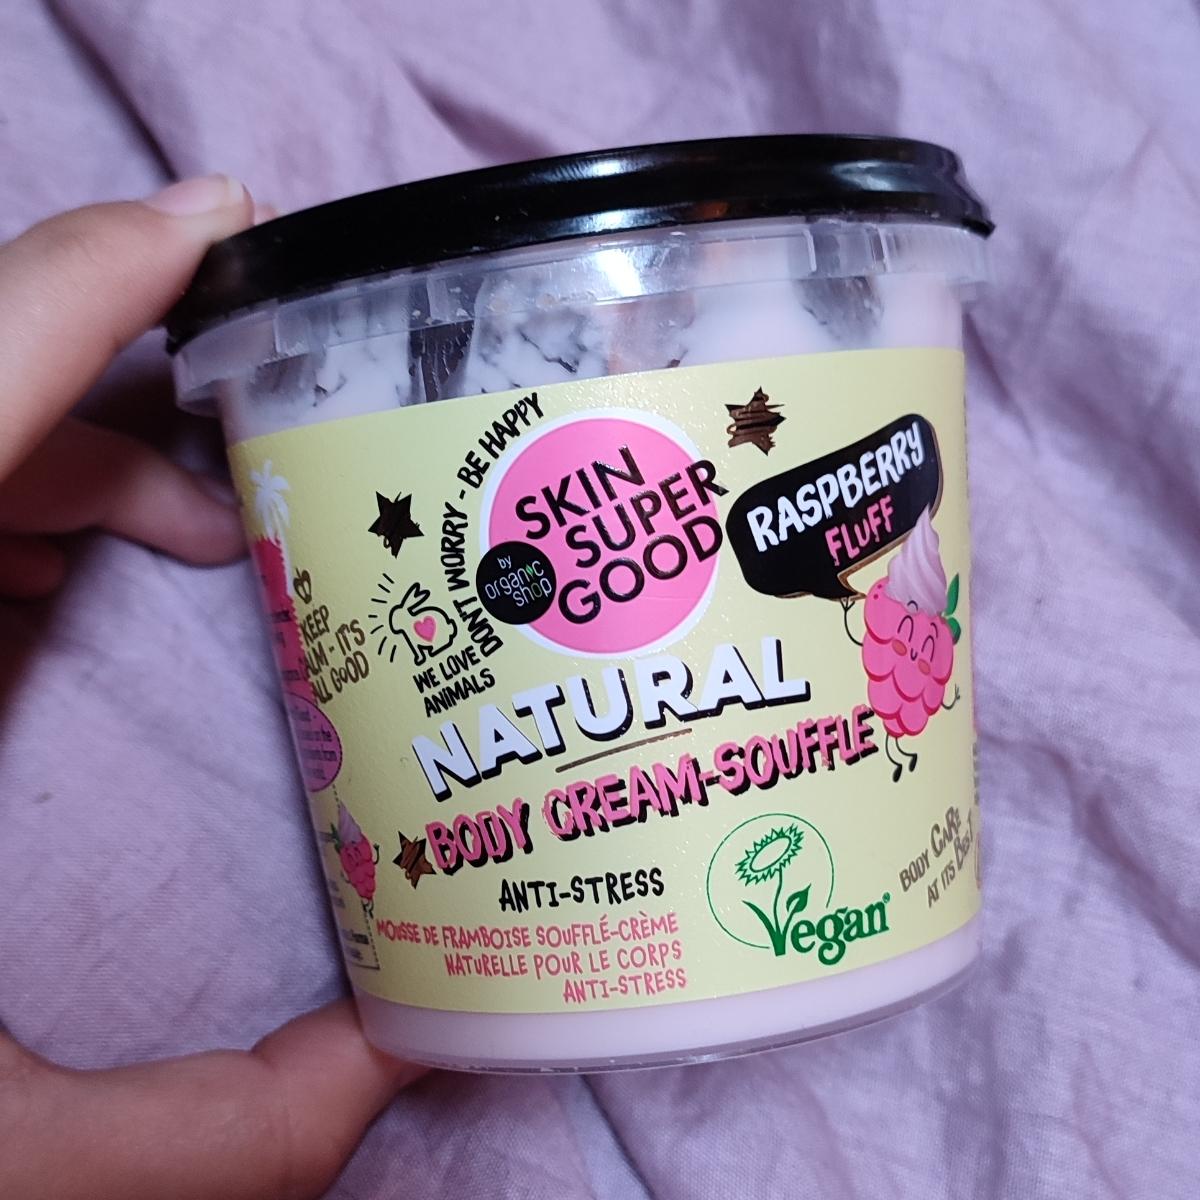 DON'T WORRY - BE HAPPY
SKIN
SUPER
GOOD
by
organic
shop
RASPBERRY
FLUFF
KEEP
CALM - IT'S
ALL GOOD
WE LOVE
ANIMALS
NATURAL
BODY CREAM-SOUFFLE
ANTI-STRESS
MOUSSE DE FRAMBOISE SOUFFLÉ-CRÈME
NATURELLE POUR LE CORPS
ANTI-STRESS
Vegan®
BODY CARE
AT ITS BEST